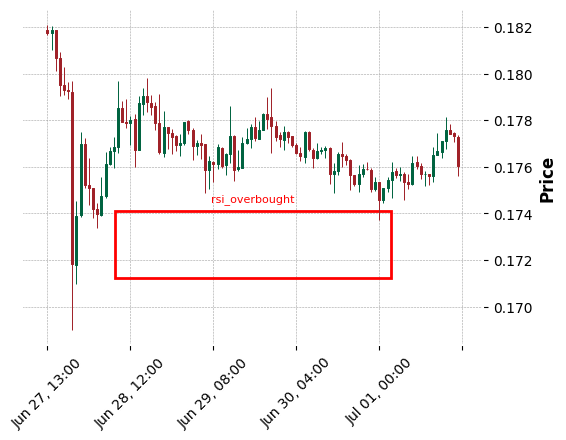 0.182
0.180
0.178
0.176
0.174
0.172
0.170
Price
rsi_overbought
Jun 27, 13:00
Jun 28, 12:00
Jun 29, 08:00
Jun 30, 04:00
Jul 01, 00:00